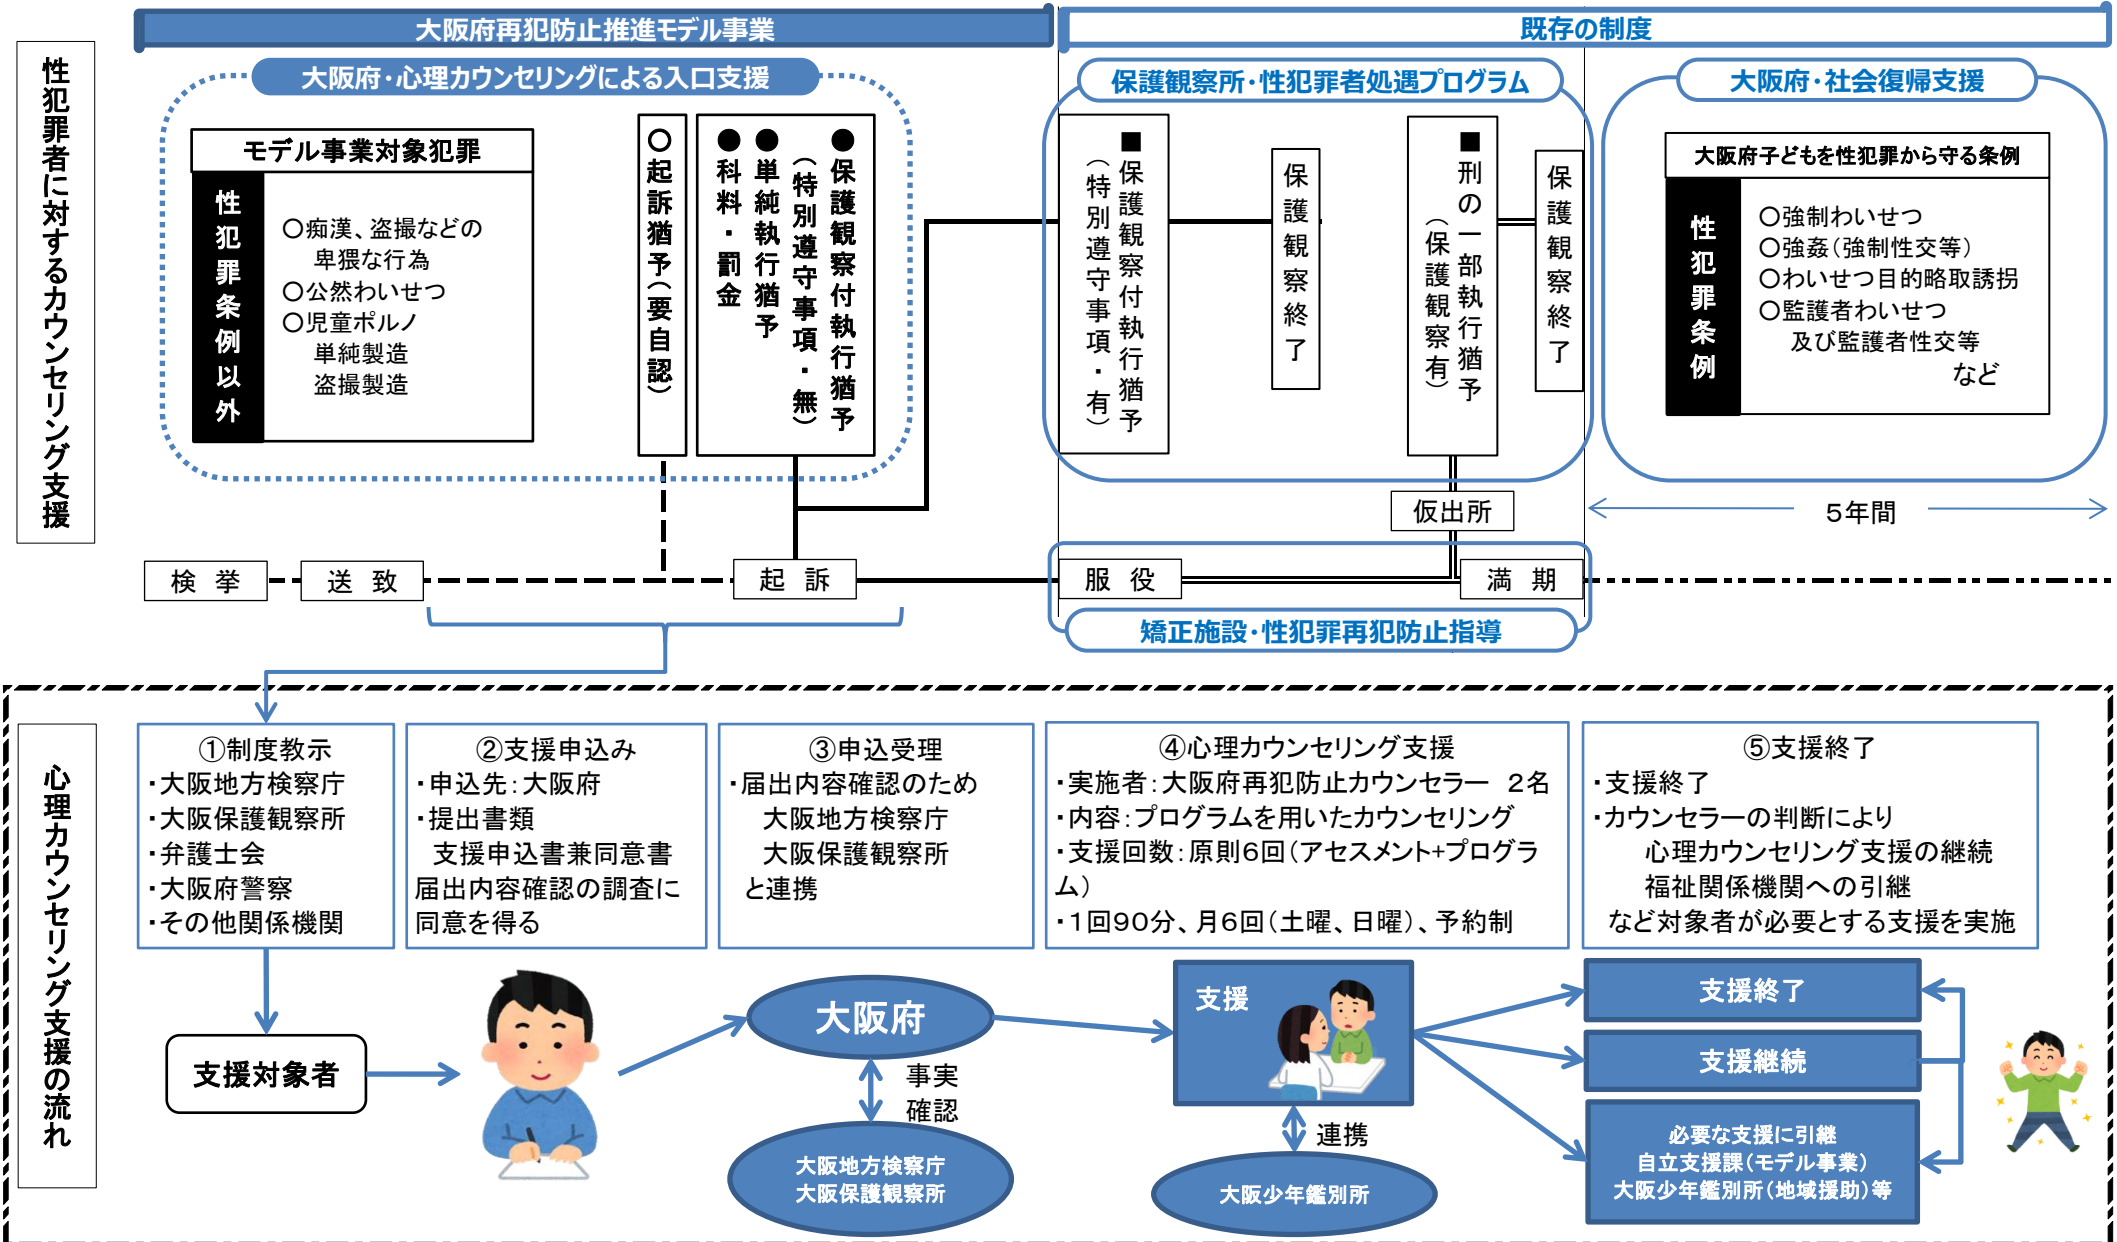 大阪府再犯防止推進モデル事業
既存の制度
性犯罪者に対するカウンセリング支援
大阪府・心理カウンセリングによる入口支援
モデル事業対象犯罪
性犯罪条例以外
○痴漢、盗撮などの
卑猥な行為
○公然わいせつ
○児童ポルノ
単純製造
盗撮製造
○起訴猶予（要自認）
●保護観察付執行猶予
（特別遵守事項・無）
●単純執行猶予
●科料・罰金
保護観察所・性犯罪者処遇プログラム
■保護観察付執行猶予
（特別遵守事項・有）
保護観察終了
■刑の一部執行猶予
（保護観察有）
保護観察終了
大阪府・社会復帰支援
大阪府子どもを性犯罪から守る条例
性犯罪条例
○強制わいせつ
○強姦（強制性交等）
○わいせつ目的略取誘拐
○監護者わいせつ
及び監護者性交等
など
仮出所
5年間
検挙
送致
起訴
服役
満期
矯正施設・性犯罪再犯防止指導
心理カウンセリング支援の流れ
①制度教示
・大阪地方検察庁
・大阪保護観察所
・弁護士会
・大阪府警察
・その他関係機関
②支援申込み
・申込先：大阪府
・提出書類
支援申込書兼同意書
届出内容確認の調査に
同意を得る
③申込受理
・届出内容確認のため
大阪地方検察庁
大阪保護観察所
と連携
④心理カウンセリング支援
・実施者：大阪府再犯防止カウンセラー　2名
・内容：プログラムを用いたカウンセリング
・支援回数：原則6回（アセスメント+プログラ
ム）
・1回90分、月6回（土曜、日曜）、予約制
⑤支援終了
・支援終了
・カウンセラーの判断により
心理カウンセリング支援の継続
福祉関係機関への引継
など対象者が必要とする支援を実施
支援対象者
大阪府
事実
確認
大阪地方検察庁
大阪保護観察所
支援
連携
大阪少年鑑別所
支援終了
支援継続
必要な支援に引継
自立支援課（モデル事業）
大阪少年鑑別所（地域援助）等